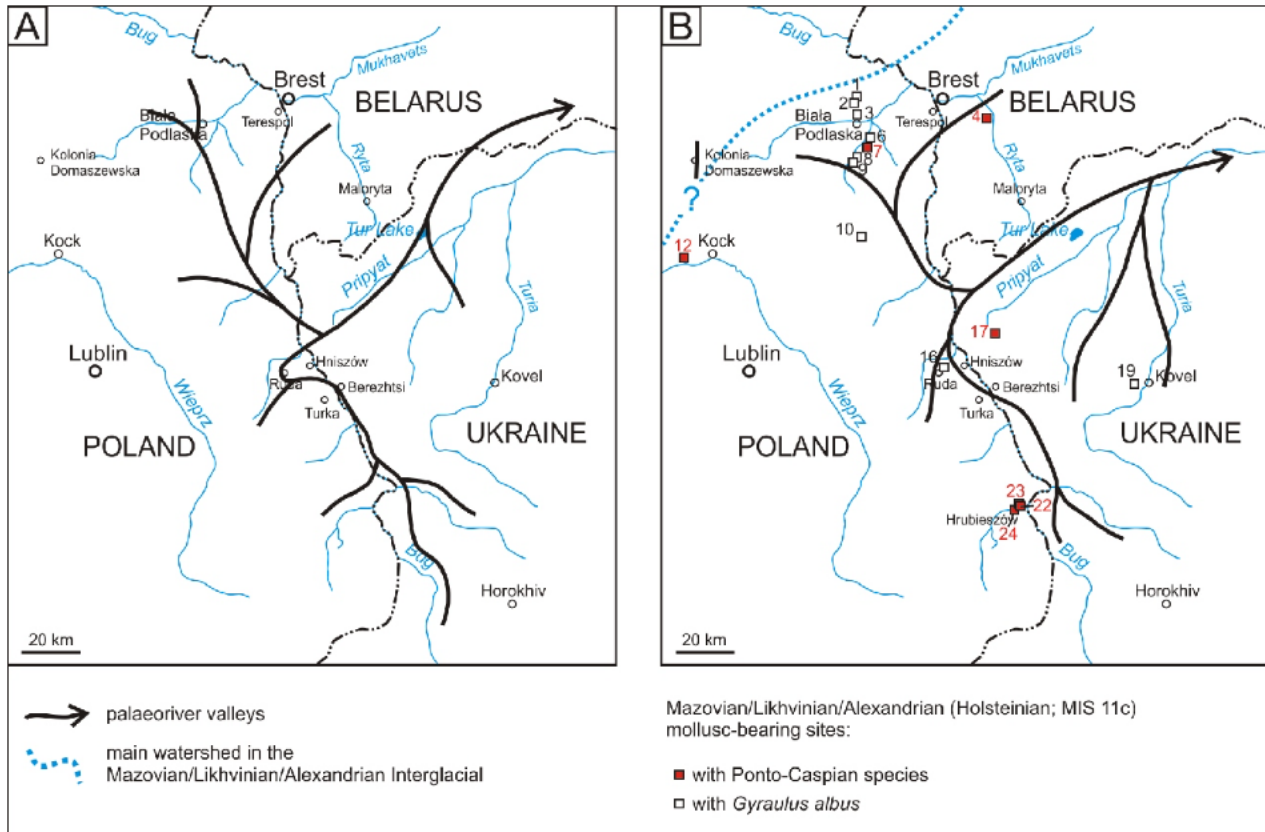 A
Bug
Mukhavets
Brest
BELARUS
Terespol
Biała
Podlaska
Kolonia
Domaszewska
Ryta
Maloryta
Tur Lake
Kock
Pripyat
Turia
Lublin
Hniszów
Ruda
Berezhtsi
Kovel
Turka
Wieprz
POLAND
UKRAINE
Bug
Horokhiv
20 km
B
Bug
Mukhavets
Brest
BELARUS
1
2
3
4
Biała
Podlaska
Terespol
6
7
8
9
Kolonia
Domaszewska
Ryta
?
Maloryta
10
Tur Lake
12
Kock
Pripyat
Turia
17
Lublin
16
Hniszów
Ruda
Berezhtsi
19
Kovel
Turka
Wieprz
POLAND
UKRAINE
23
22
Hrubieszów
24
Bug
Horokhiv
20 km
palaeoriver valleys
main watershed in the
Mazovian/Likhvinian/Alexandrian Interglacial
Mazovian/Likhvinian/Alexandrian (Holsteinian; MIS 11c)
mollusc-bearing sites:
with Ponto-Caspian species
with Gyraulus albus